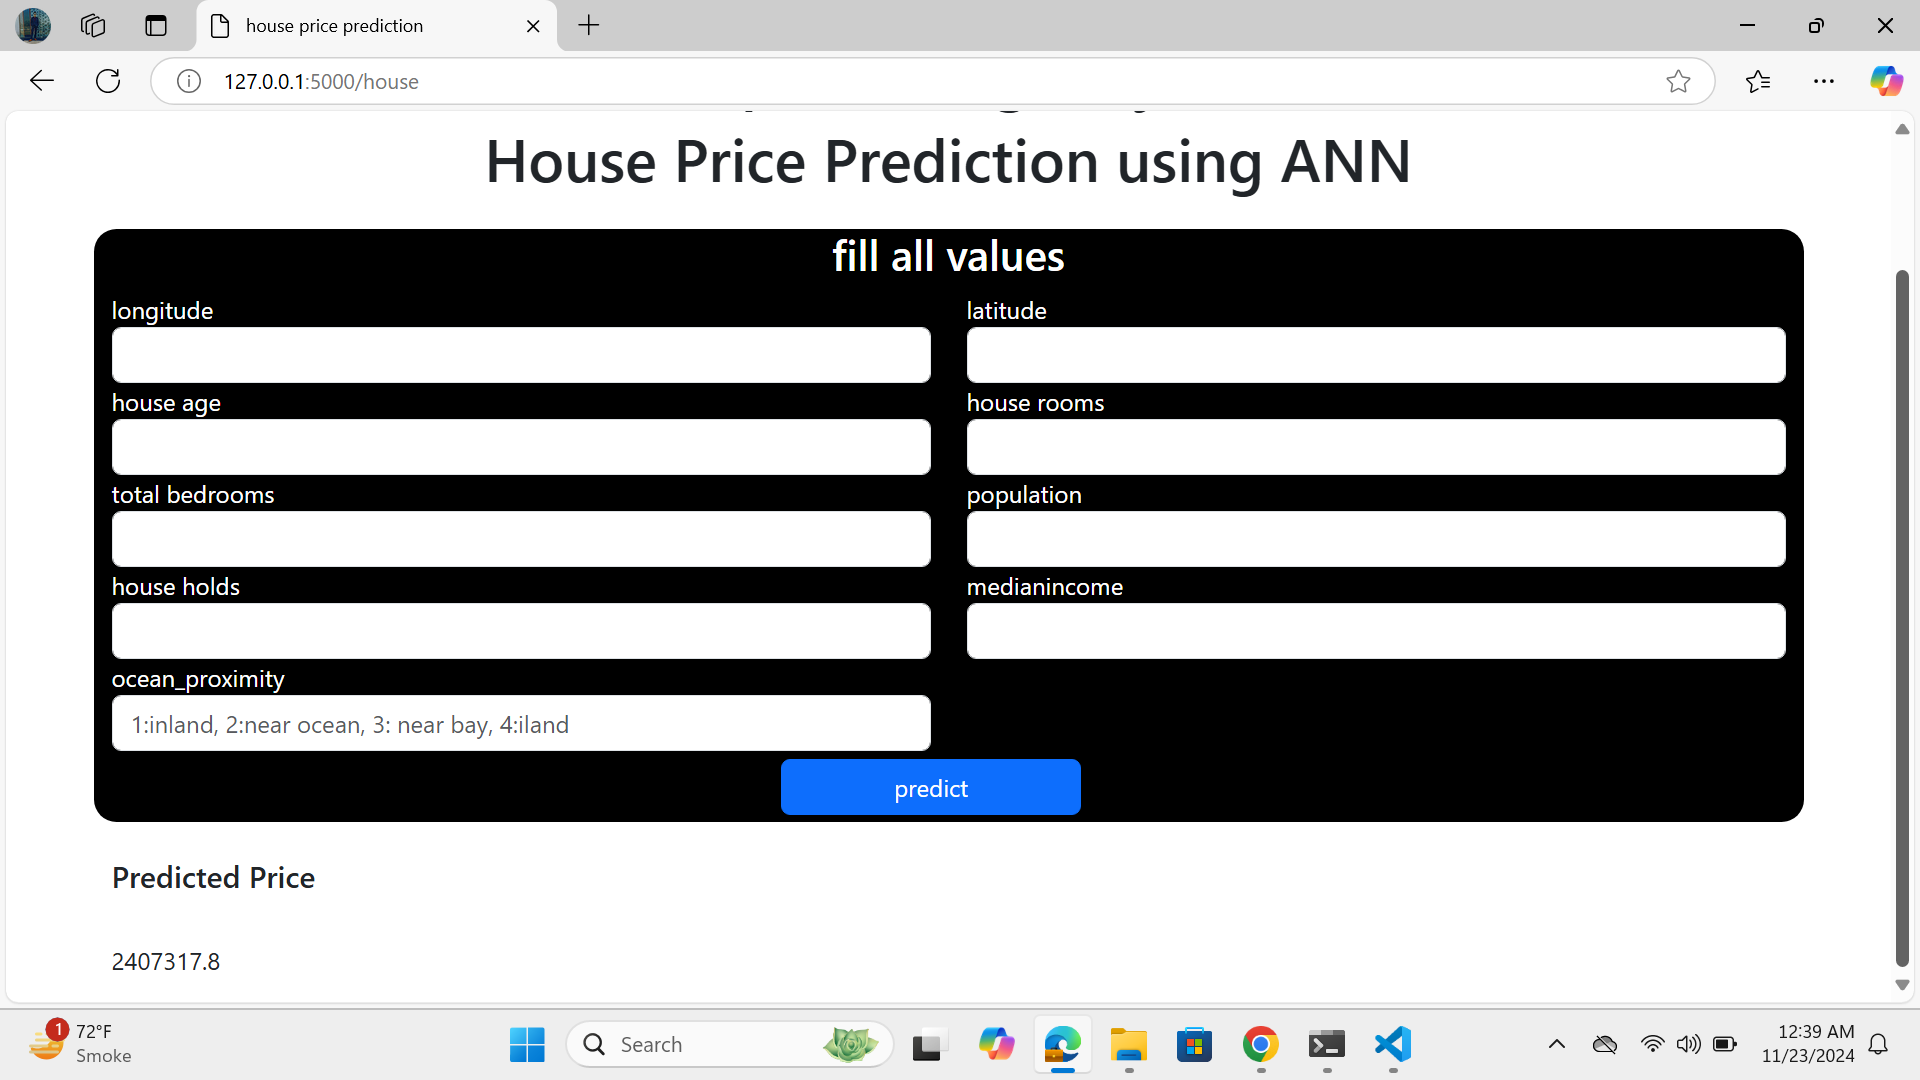 house price prediction
127.0.0.1:5000/house
House Price Prediction using ANN
fill all values
longitude
latitude
house age
house rooms
total bedrooms
population
house holds
medianincome
ocean_proximity
1:inland, 2:near ocean, 3: near bay, 4:iland
predict
Predicted Price
2407317.8
1
72°F
Smoke
Search
12:39 AM
11/23/2024